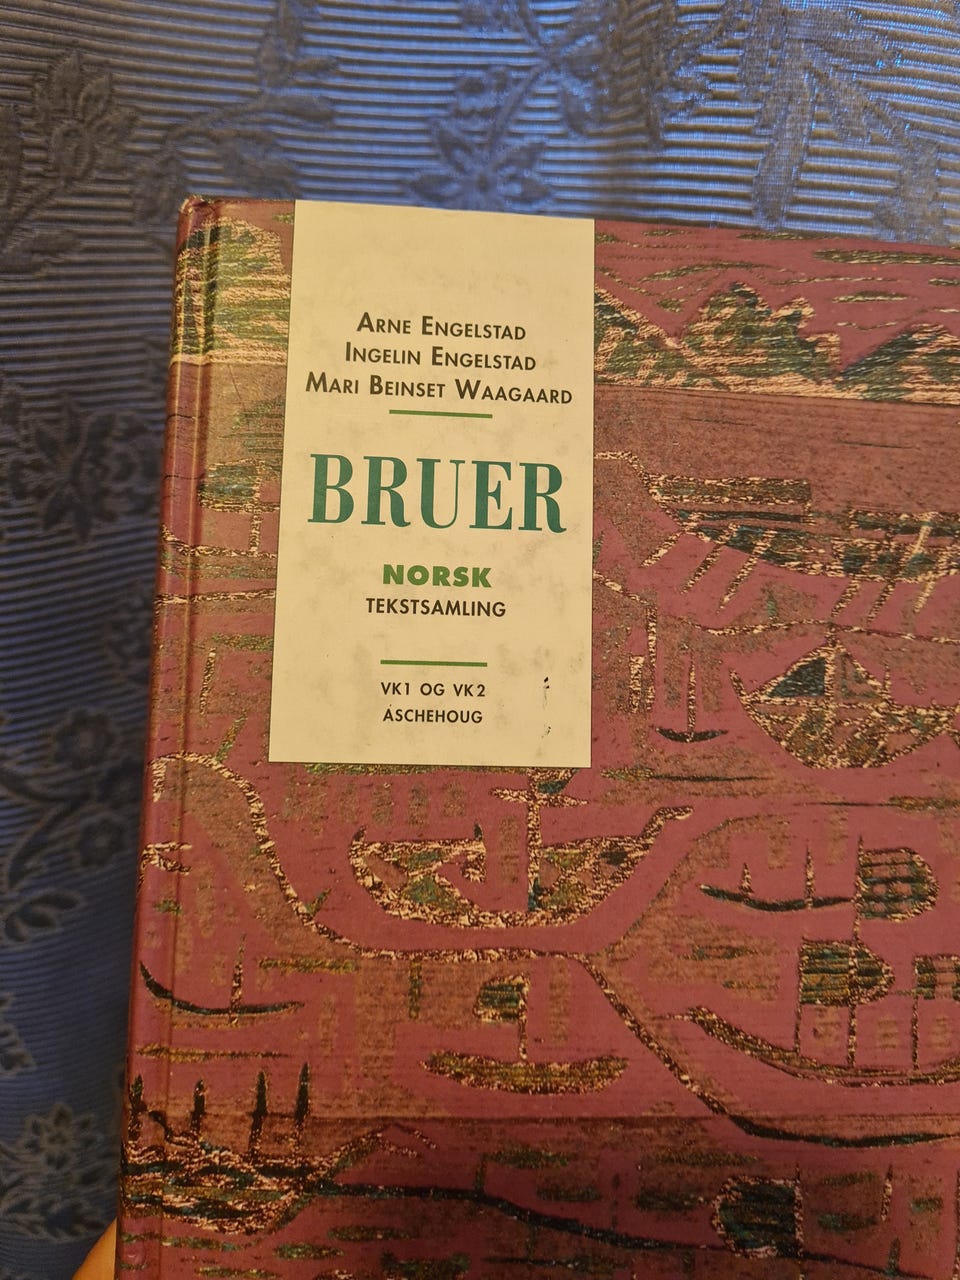 ARNE ENGELSTAD
INGELIN ENGELSTAD
MARI BEINSET WAAGAARD
BRUER
NORSK
TEKSTSAMLING
VK1 OG VK2
ASCHEHOUG